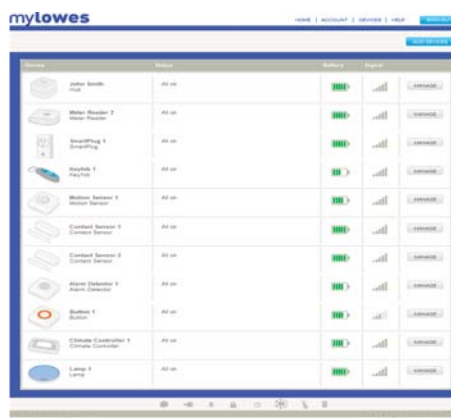 mylowes
HOME | ACCOUNT | DEVICES | HELP
ADD DEVICES
Device Status Battery Signal
John Smith All ok MANAGE
Hub
Meter Reader 2 All ok MANAGE
Meter Reader
SmartPlug 1 All ok MANAGE
SmartPlug
Keyfob 1 All ok MANAGE
Keyfob
Motion Sensor 1 All ok MANAGE
Motion Sensor
Contact Sensor 1 All ok MANAGE
Contact Sensor
Contact Sensor 2 All ok MANAGE
Contact Sensor
Alarm Detector 1 All ok MANAGE
Alarm Detector
Button 1 All ok MANAGE
Button
Climate Controller 1 All ok MANAGE
Climate Controller
Lamp 1 All ok MANAGE
Lamp